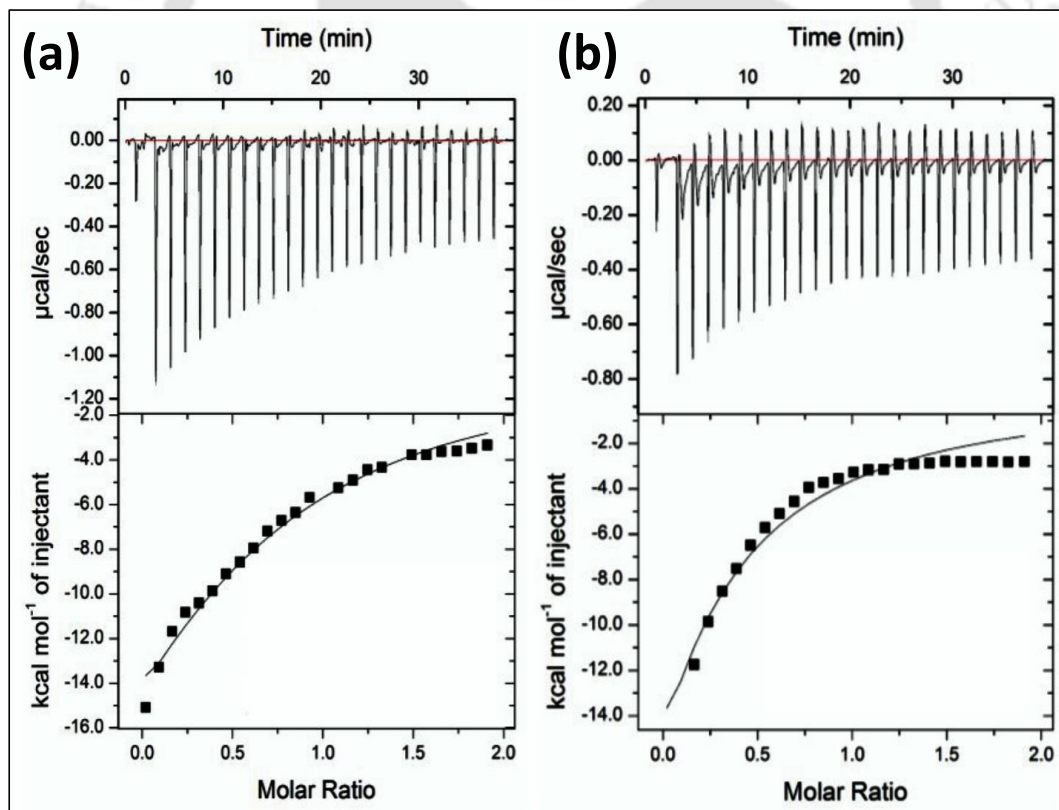 (a)
Time (min)
0 10 20 30
0.00
-0.20
-0.40
-0.60
-0.80
-1.00
-1.20
µcal/sec
-2.0
-4.0
-6.0
-8.0
-10.0
-12.0
-14.0
-16.0
kcal mol⁻¹ of injectant
0.0 0.5 1.0 1.5 2.0
Molar Ratio
(b)
Time (min)
0 10 20 30
0.20
0.00
-0.20
-0.40
-0.60
-0.80
µcal/sec
-2.0
-4.0
-6.0
-8.0
-10.0
-12.0
-14.0
kcal mol⁻¹ of injectant
0.0 0.5 1.0 1.5 2.0
Molar Ratio